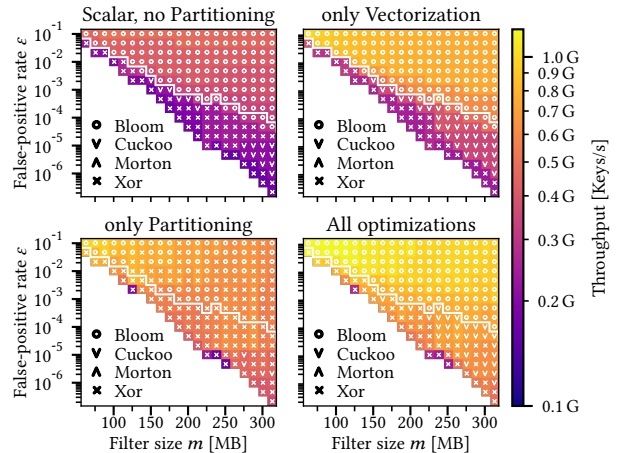 Scalar, no Partitioning
only Vectorization
False-positive rate ε
10⁻¹
10⁻²
10⁻³
10⁻⁴
10⁻⁵
10⁻⁶
Bloom
Cuckoo
Morton
Xor
Bloom
Cuckoo
Morton
Xor
only Partitioning
All optimizations
False-positive rate ε
10⁻¹
10⁻²
10⁻³
10⁻⁴
10⁻⁵
10⁻⁶
Bloom
Cuckoo
Morton
Xor
Bloom
Cuckoo
Morton
Xor
100 150 200 250 300
100 150 200 250 300
Filter size m [MB]
Filter size m [MB]
1.0 G
0.9 G
0.8 G
0.7 G
0.6 G
0.5 G
0.4 G
0.3 G
0.2 G
0.1 G
Throughput [Keys/s]